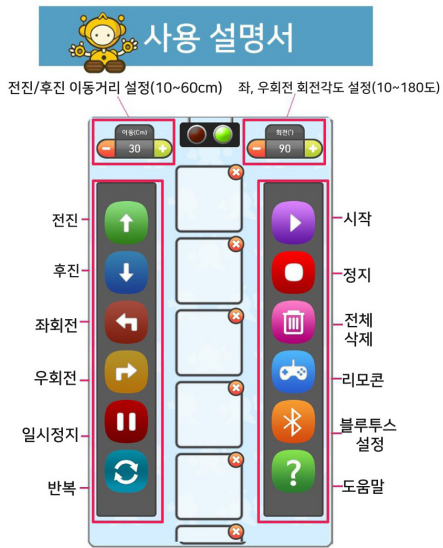 사용 설명서
전진/후진 이동거리 설정(10~60cm)
좌, 우회전 회전각도 설정(10~180도)
이동(Cm)
30
회전(°)
90
전진
후진
좌회전
우회전
일시정지
반복
시작
정지
전체
삭제
리모콘
블루투스
설정
?
도움말